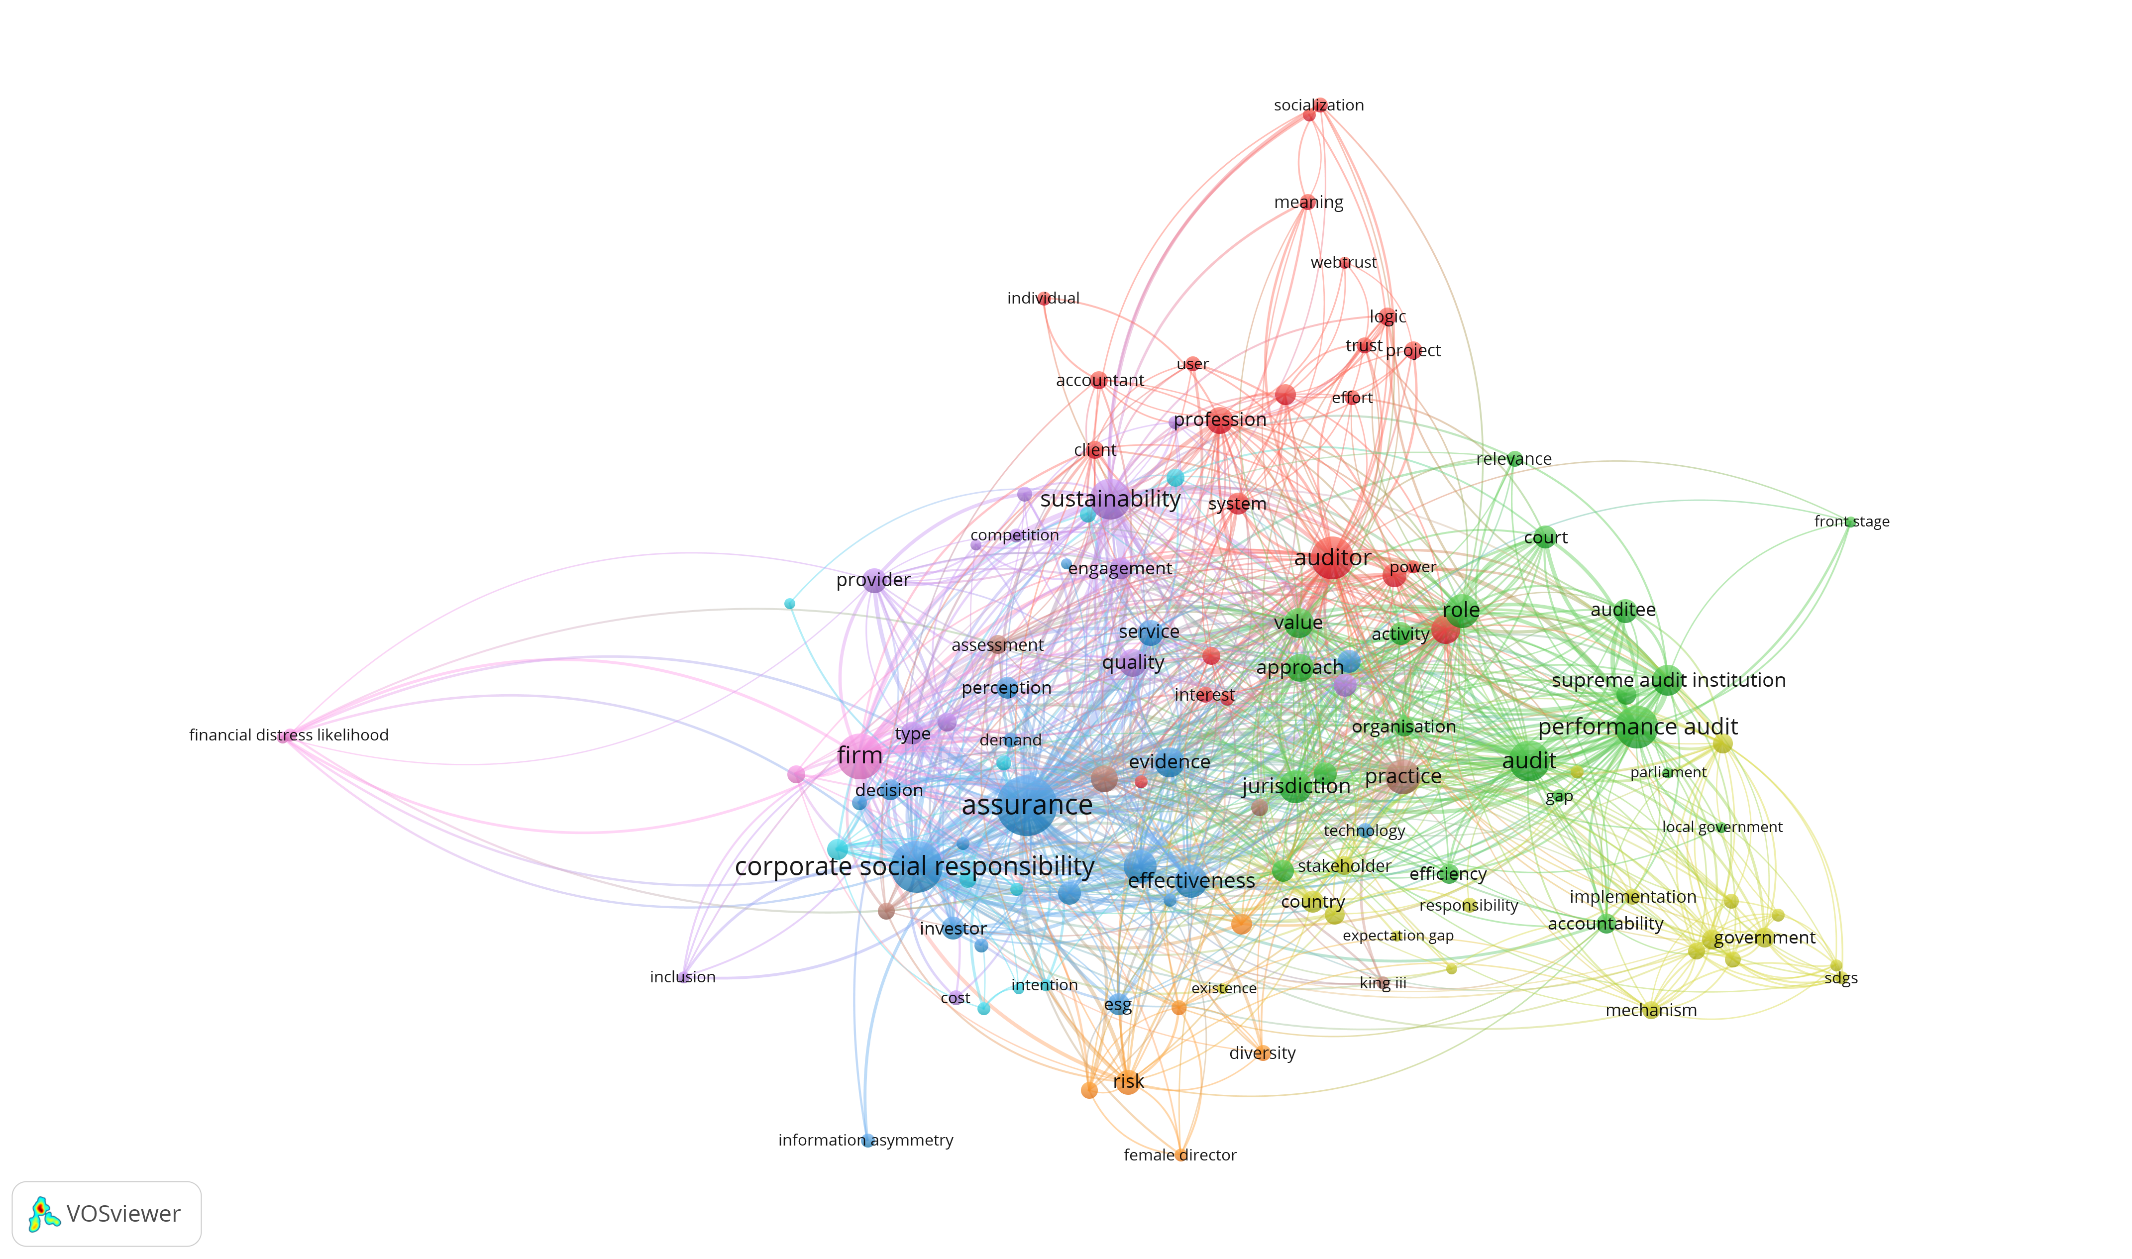 socialization
meaning
webtrust
individual
logic
trust
project
user
accountant
effort
profession
client
relevance
sustainability
system
front stage
competition
court
auditor
engagement
power
provider
role
auditee
value
service
activity
assessment
quality
approach
supreme audit institution
perception
interest
performance audit
organisation
financial distress likelihood
type
demand
firm
evidence
audit
parliament
practice
jurisdiction
decision
gap
assurance
local government
technology
corporate social responsibility
stakeholder
efficiency
effectiveness
implementation
country
responsibility
accountability
investor
expectation gap
government
inclusion
sdgs
king iii
intention
existence
cost
esg
mechanism
diversity
risk
information asymmetry
female director
VOSviewer